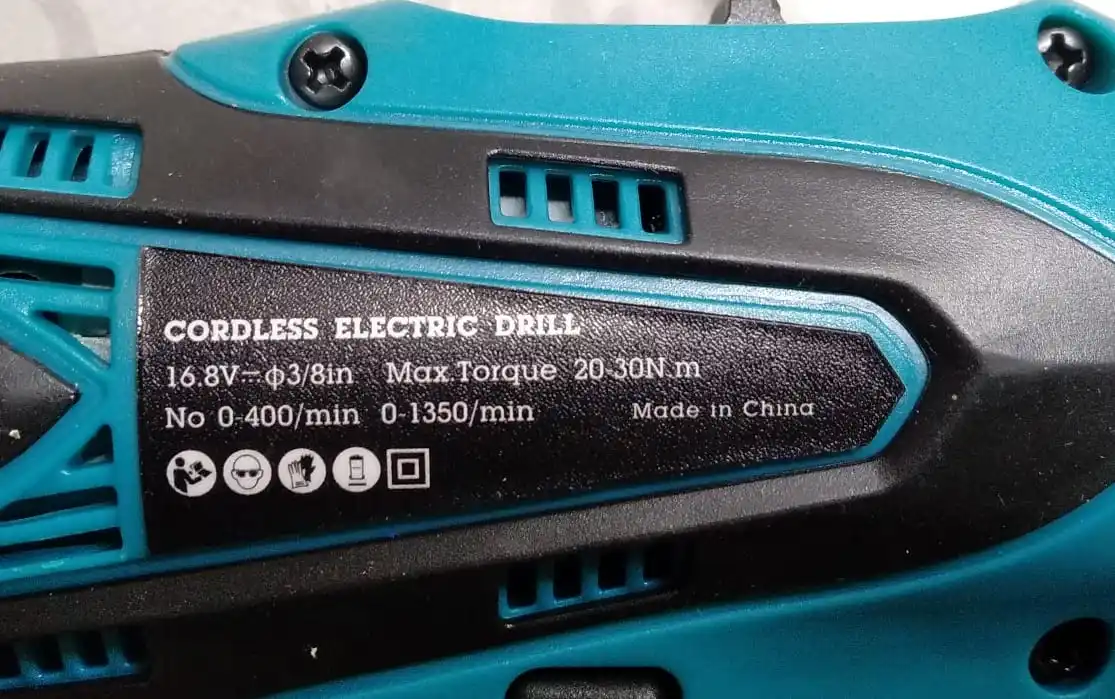 CORDLESS ELECTRIC DRILL
16.8V⎓ϕ3/8in Max.Torque 20-30N.m
No 0-400/min 0-1350/min Made in China